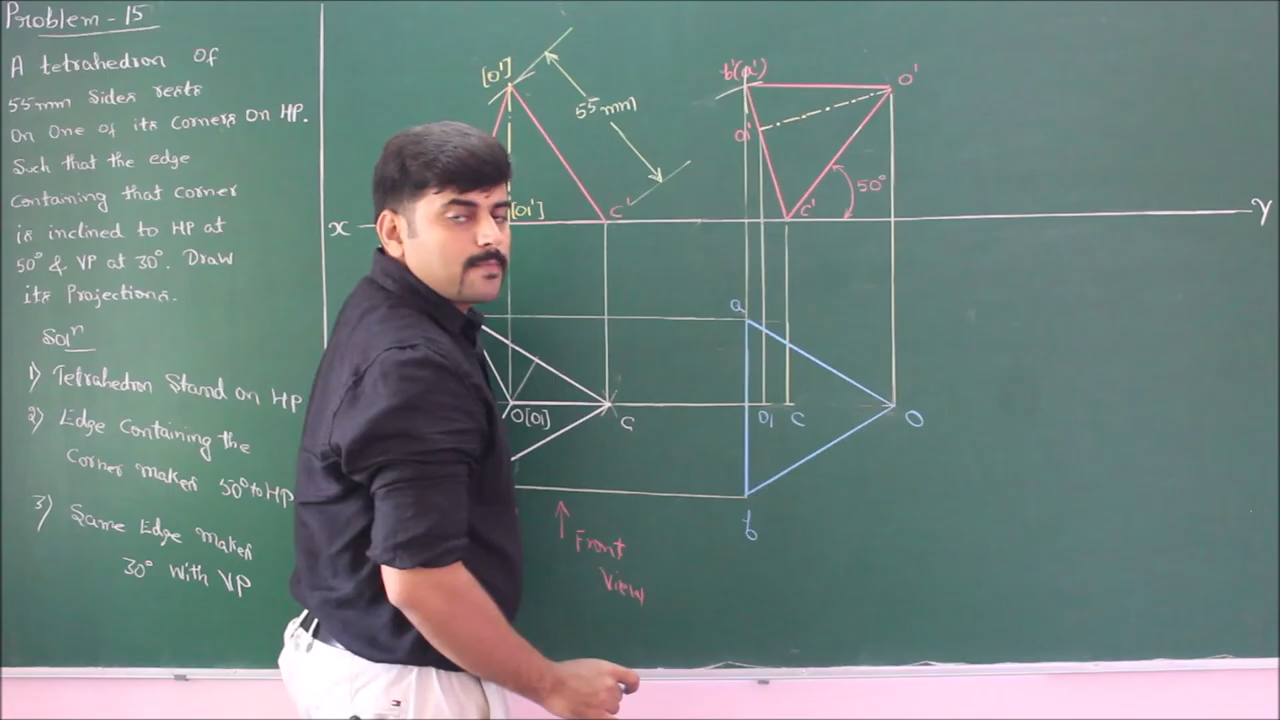 Problem - 15
A tetrahedron of
55mm Sides rests
On One of its Corners On HP.
Such that the edge
Containing that Corner
is inclined to HP at
50° & VP at 30°. Draw
its Projections.
Soln
1) Tetrahedron Stand on HP
2) Edge Containing the
Corner makes 50° to HP
3) Same Edge makes
30° with VP
[O']
55 mm
[O1']
C'
X
Y
b'(a')
O'
O1'
50°
C'
O[O1]
C
a
O1
C
O
b
Front
View